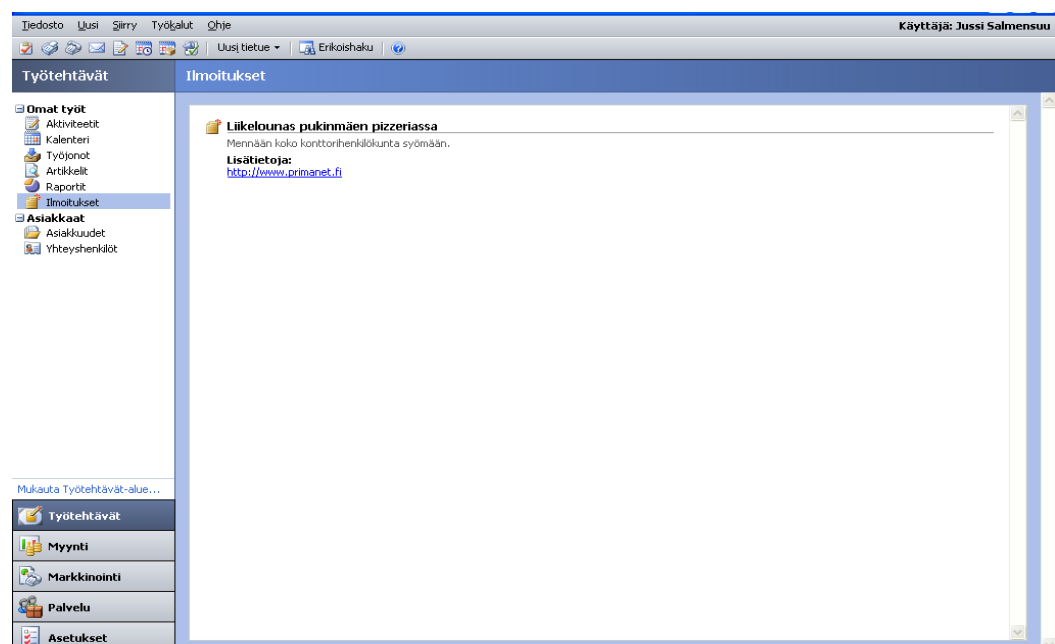 Tiedosto Uusi Siirry Työkalut Ohje
Käyttäjä: Jussi Salmensuu
Uusi tietue Erikoishaku
Työtehtävät
Ilmoitukset
Omat työt
Aktiviteetit
Kalenteri
Työjonot
Artikkelit
Raportit
Ilmoitukset
Asiakkaat
Asiakkuudet
Yhteyshenkilöt
Liikelounas pukinmäen pizzeriassa
Mennään koko konttorihenkilökunta syömään.
Lisätietoja:
http://www.primanet.fi
Mukauta Työtehtävät-alue...
Työtehtävät
Myynti
Markkinointi
Palvelu
Asetukset